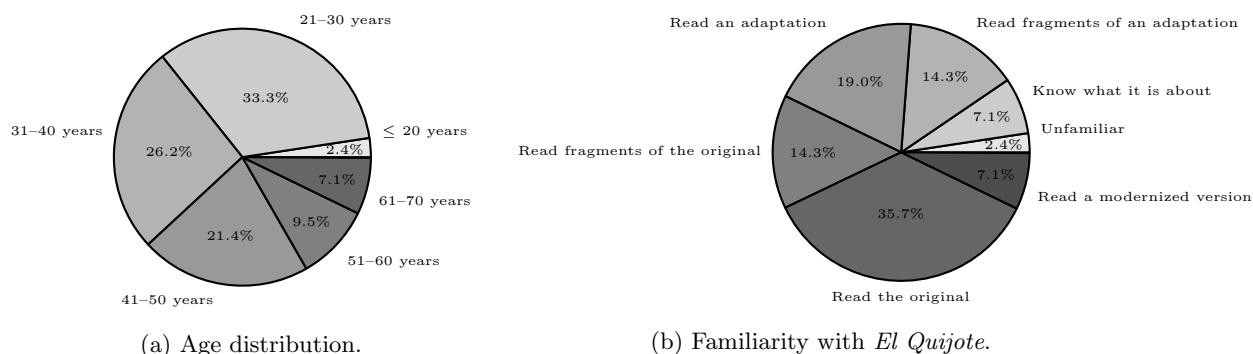 21–30 years
33.3%
31–40 years
≤ 20 years
26.2%
2.4%
7.1%
61–70 years
9.5%
21.4%
51–60 years
41–50 years
(a) Age distribution.
Read an adaptation
Read fragments of an adaptation
19.0%
14.3%
Know what it is about
7.1%
Unfamiliar
2.4%
Read fragments of the original
14.3%
7.1%
Read a modernized version
35.7%
Read the original
(b) Familiarity with El Quijote.